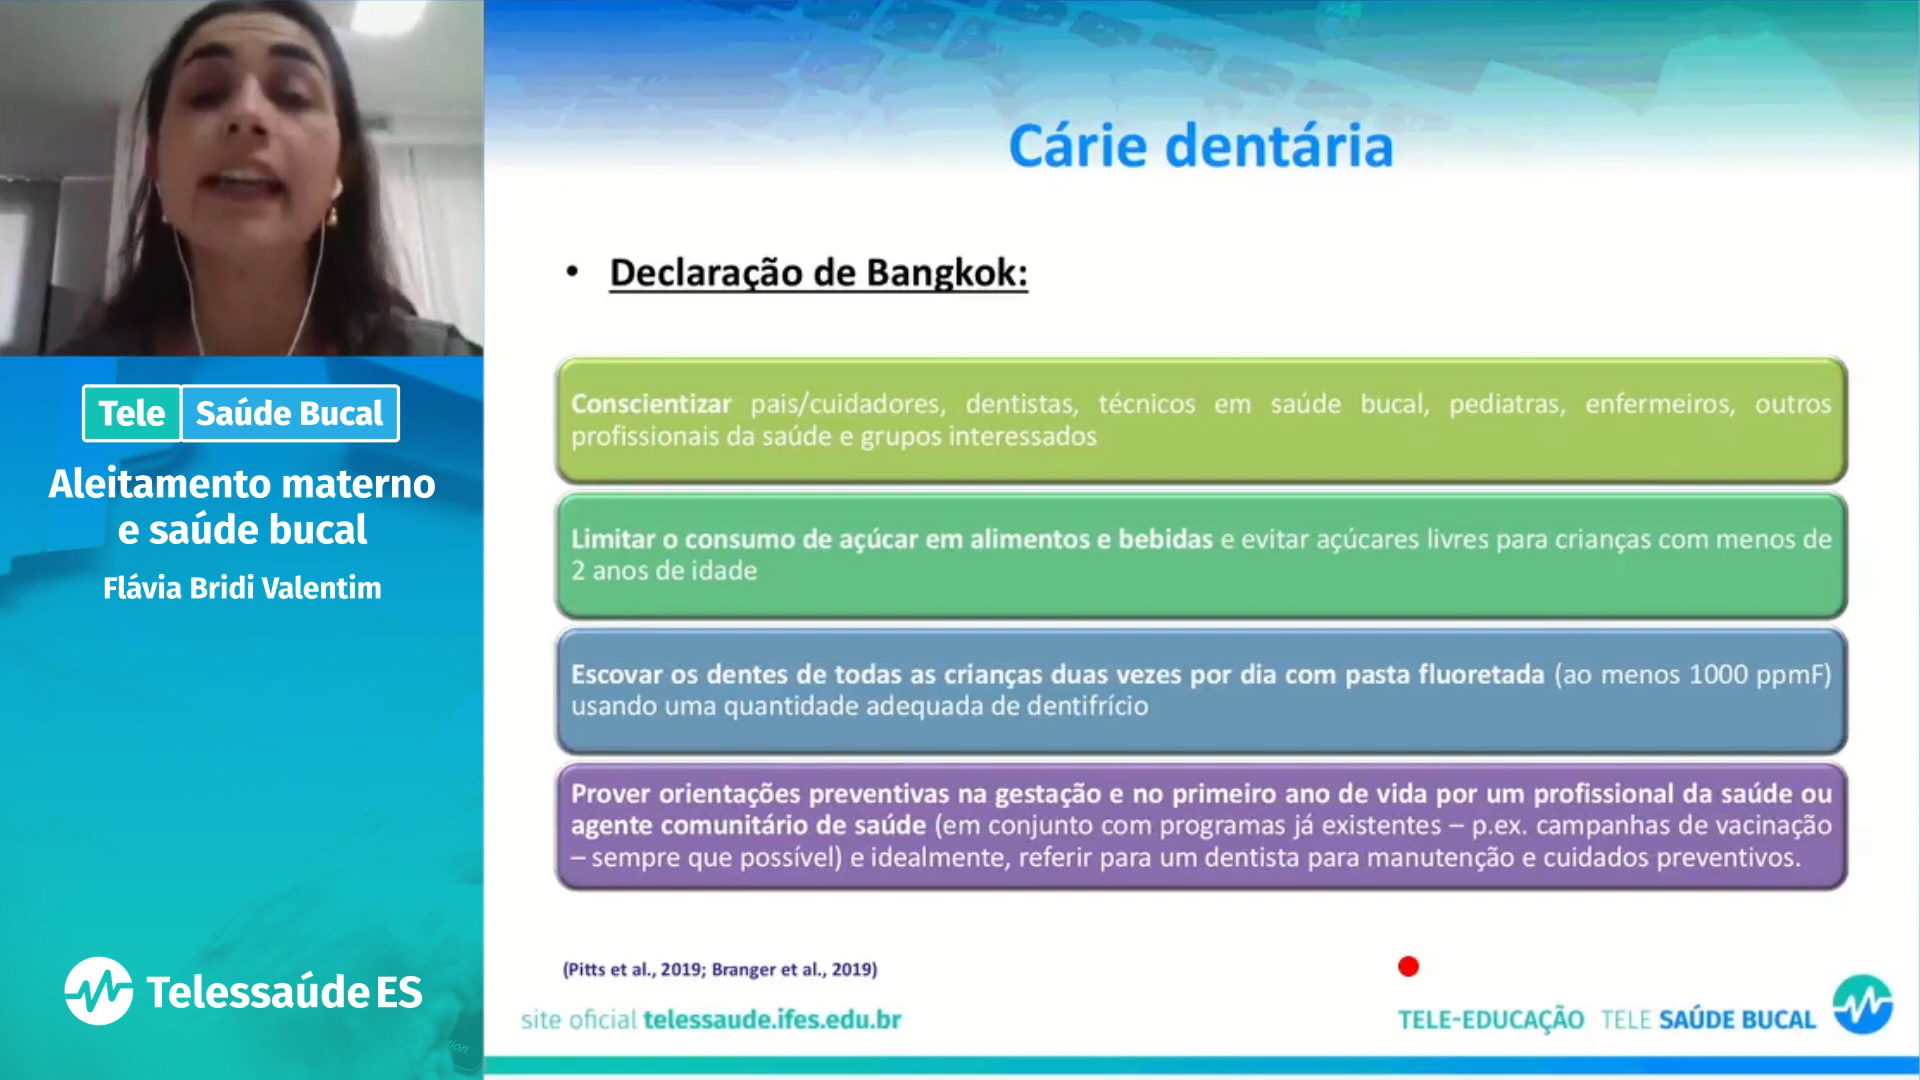 Tele Saúde Bucal
Aleitamento materno
e saúde bucal
Flávia Bridi Valentim
TelessaúdeES
Cárie dentária
• Declaração de Bangkok:
Conscientizar pais/cuidadores, dentistas, técnicos em saúde bucal, pediatras, enfermeiros, outros
profissionais da saúde e grupos interessados
Limitar o consumo de açúcar em alimentos e bebidas e evitar açúcares livres para crianças com menos de
2 anos de idade
Escovar os dentes de todas as crianças duas vezes por dia com pasta fluoretada (ao menos 1000 ppmF)
usando uma quantidade adequada de dentifrício
Prover orientações preventivas na gestação e no primeiro ano de vida por um profissional da saúde ou
agente comunitário de saúde (em conjunto com programas já existentes – p.ex. campanhas de vacinação
– sempre que possível) e idealmente, referir para um dentista para manutenção e cuidados preventivos.
(Pitts et al., 2019; Branger et al., 2019)
site oficial telessaude.ifes.edu.br
TELE-EDUCAÇÃO TELE SAÚDE BUCAL